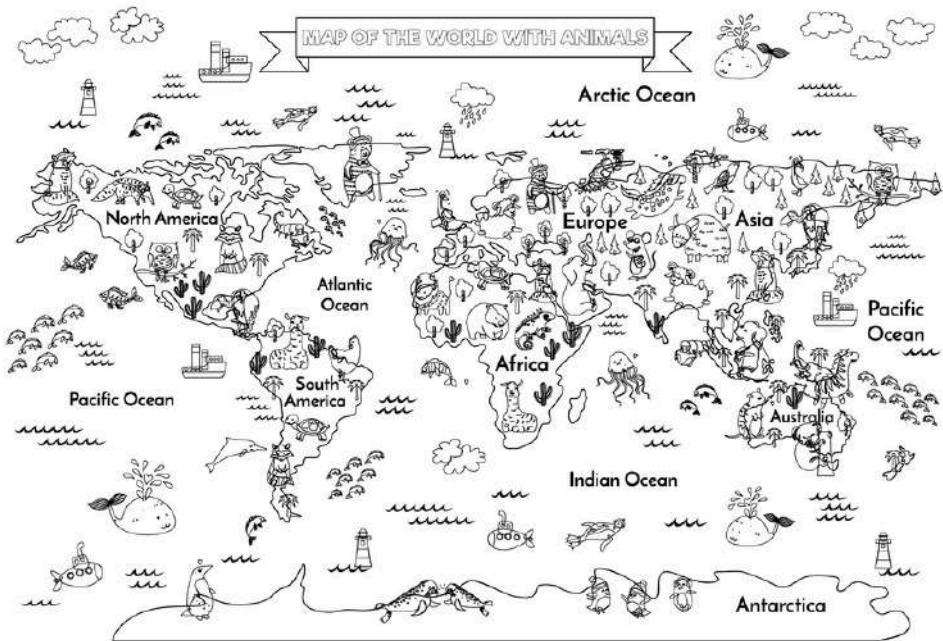 MAP OF THE WORLD WITH ANIMALS
Arctic Ocean
North America
Europe
Asia
Atlantic
Ocean
Pacific
Ocean
Africa
South
America
Pacific Ocean
Australia
Indian Ocean
Antarctica